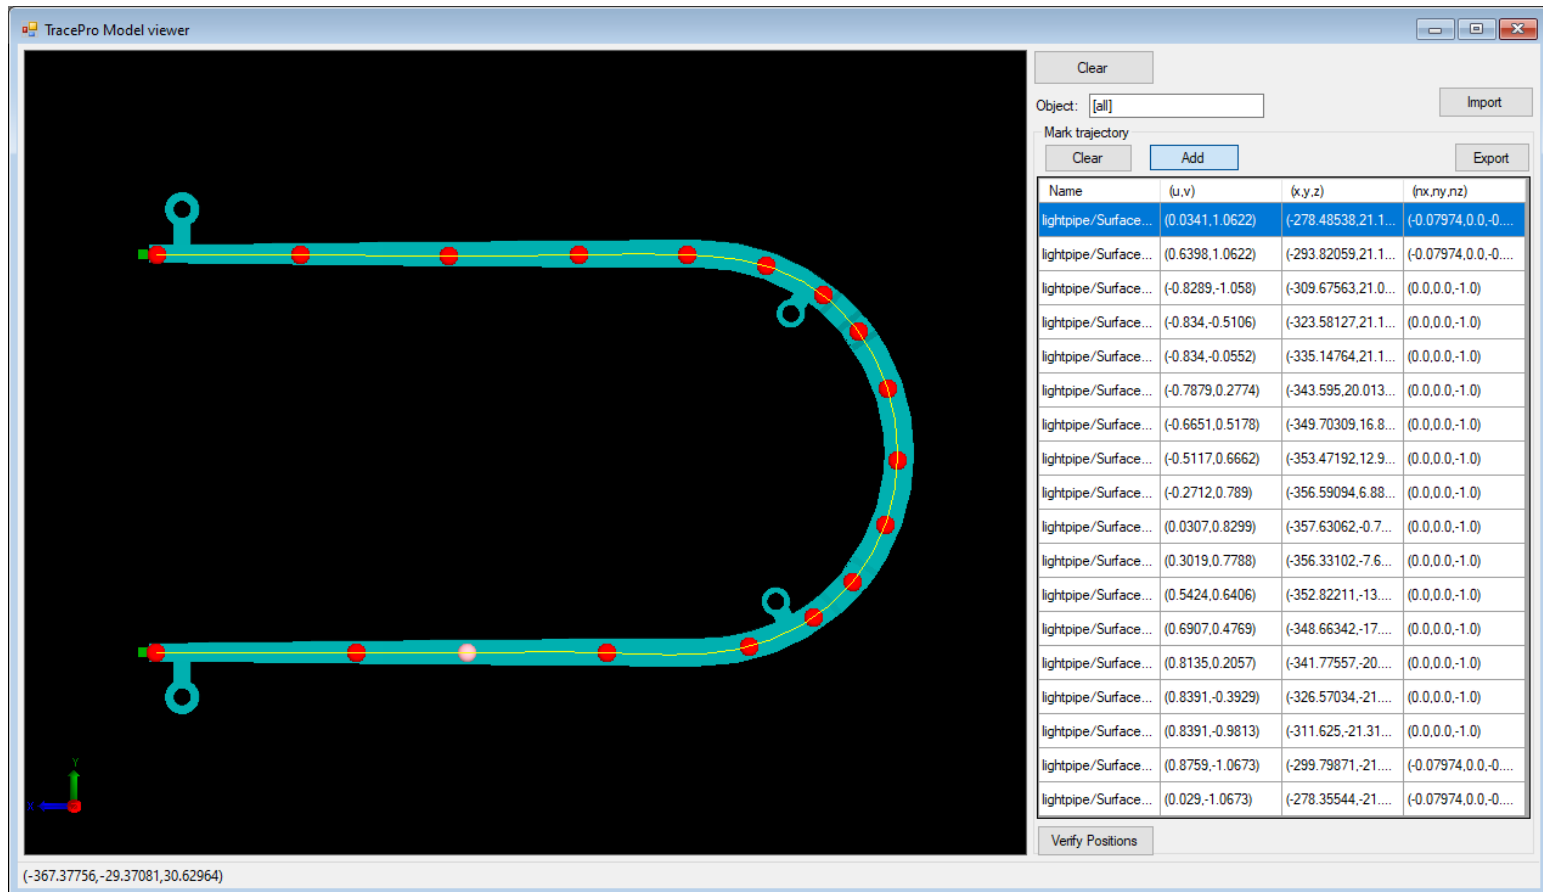 TracePro Model viewer
Clear
Object: [all] Import
Mark trajectory
Clear Add Export
Name (u,v) (x,y,z) (nx,ny,nz)
lightpipe/Surface... (0.0341,1.0622) (-278.48538,21.1... (-0.07974,0.0,-0....
lightpipe/Surface... (0.6398,1.0622) (-293.82059,21.1... (-0.07974,0.0,-0....
lightpipe/Surface... (-0.8289,-1.058) (-309.67563,21.0... (0.0,0.0,-1.0)
lightpipe/Surface... (-0.834,-0.5106) (-323.58127,21.1... (0.0,0.0,-1.0)
lightpipe/Surface... (-0.834,-0.0552) (-335.14764,21.1... (0.0,0.0,-1.0)
lightpipe/Surface... (-0.7879,0.2774) (-343.595,20.013... (0.0,0.0,-1.0)
lightpipe/Surface... (-0.6651,0.5178) (-349.70309,16.8... (0.0,0.0,-1.0)
lightpipe/Surface... (-0.5117,0.6662) (-353.47192,12.9... (0.0,0.0,-1.0)
lightpipe/Surface... (-0.2712,0.789) (-356.59094,6.88... (0.0,0.0,-1.0)
lightpipe/Surface... (0.0307,0.8299) (-357.63062,-0.7... (0.0,0.0,-1.0)
lightpipe/Surface... (0.3019,0.7788) (-356.33102,-7.6... (0.0,0.0,-1.0)
lightpipe/Surface... (0.5424,0.6406) (-352.82211,-13.... (0.0,0.0,-1.0)
lightpipe/Surface... (0.6907,0.4769) (-348.66342,-17.... (0.0,0.0,-1.0)
lightpipe/Surface... (0.8135,0.2057) (-341.77557,-20.... (0.0,0.0,-1.0)
lightpipe/Surface... (0.8391,-0.3929) (-326.57034,-21.... (0.0,0.0,-1.0)
lightpipe/Surface... (0.8391,-0.9813) (-311.625,-21.31... (0.0,0.0,-1.0)
lightpipe/Surface... (0.8759,-1.0673) (-299.79871,-21.... (-0.07974,0.0,-0....
lightpipe/Surface... (0.029,-1.0673) (-278.35544,-21.... (-0.07974,0.0,-0....
Y
X
Verify Positions
(-367.37756,-29.37081,30.62964)